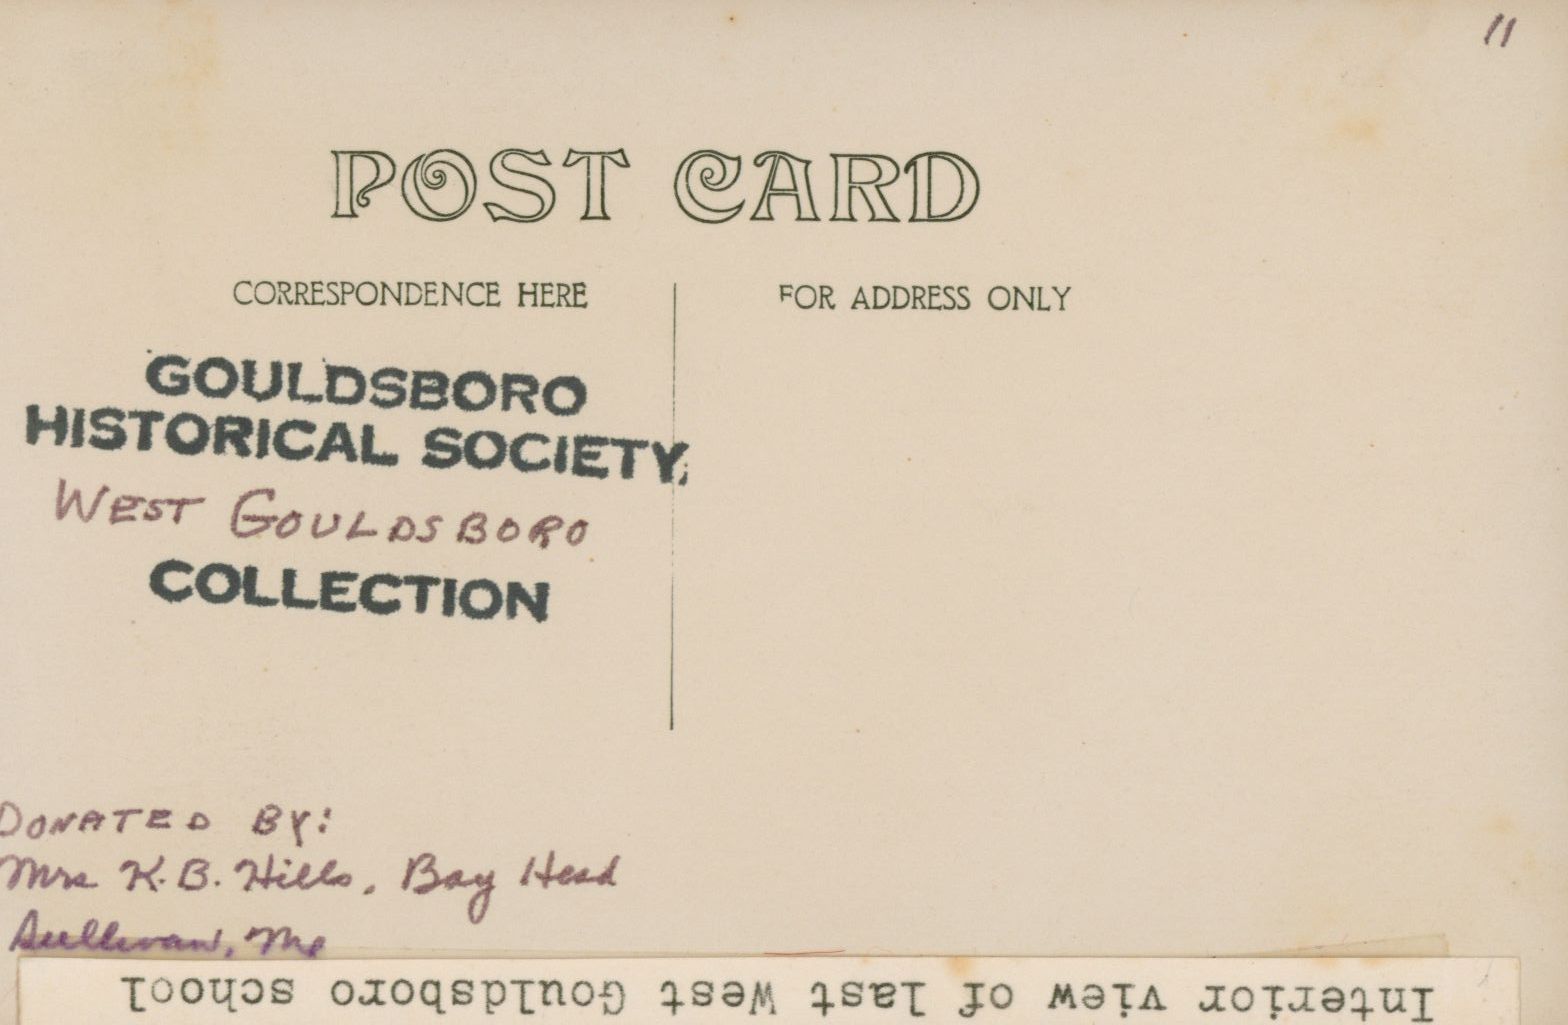 11
POST CARD
CORRESPONDENCE HERE
FOR ADDRESS ONLY
GOULDSBORO
HISTORICAL SOCIETY,
WEST GOULDSBORO
COLLECTION
DONATED BY:
Mrs K. B. Hills, Bay Head
Sullivan, Me
Interior view of last West Gouldsboro school